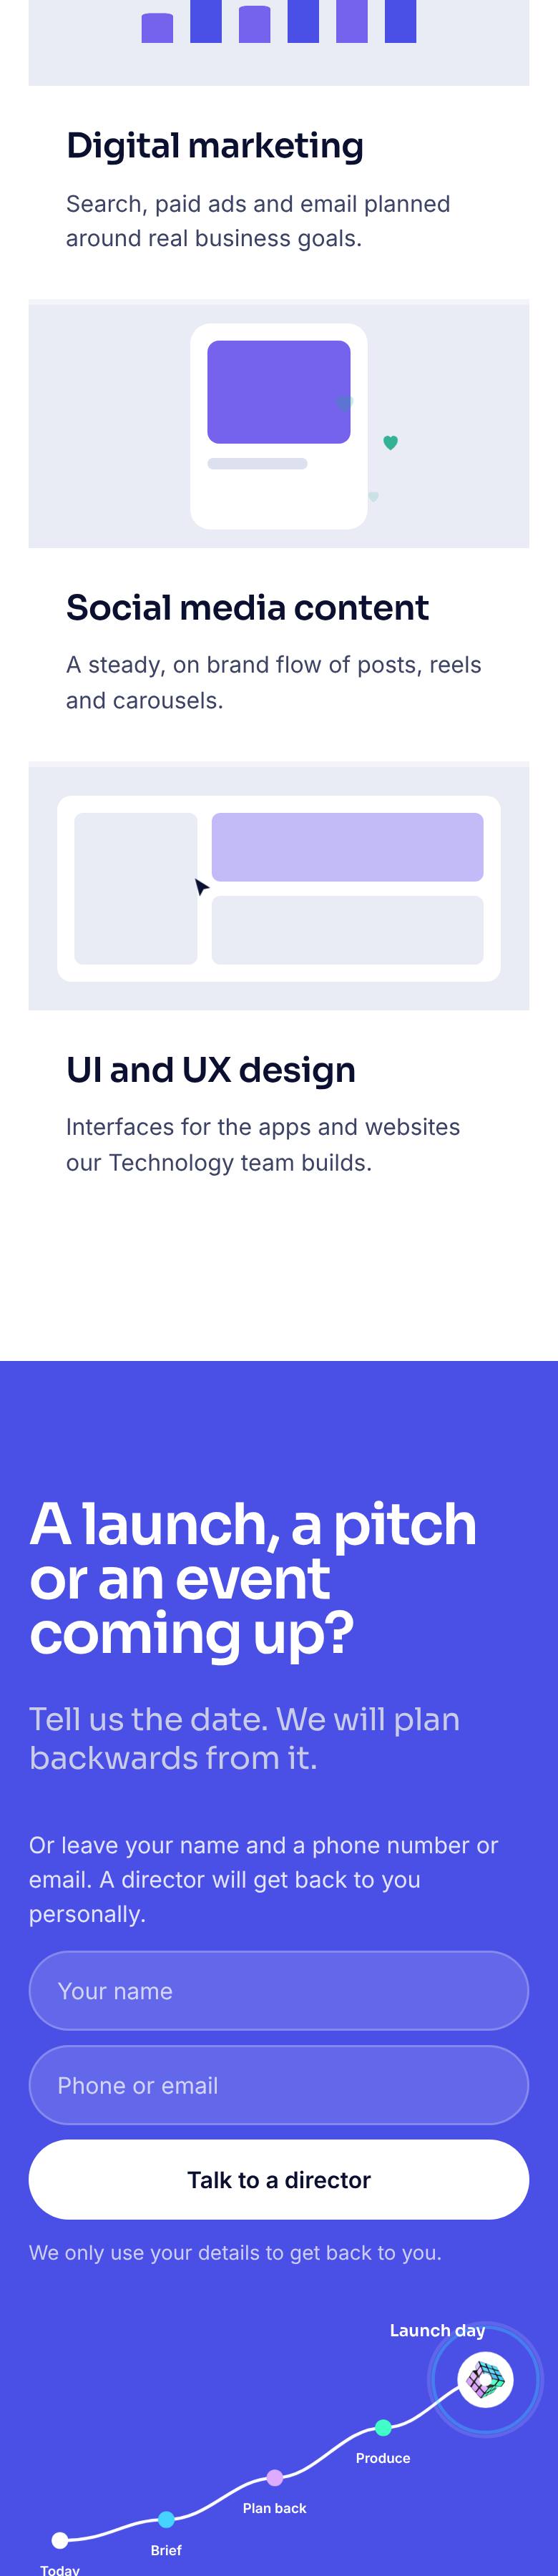 Digital marketing
Search, paid ads and email planned
around real business goals.
Social media content
A steady, on brand flow of posts, reels
and carousels.
UI and UX design
Interfaces for the apps and websites
our Technology team builds.
A launch, a pitch
or an event
coming up?
Tell us the date. We will plan
backwards from it.
Or leave your name and a phone number or
email. A director will get back to you
personally.
Your name
Phone or email
Talk to a director
We only use your details to get back to you.
Launch day
Produce
Plan back
Brief
Today